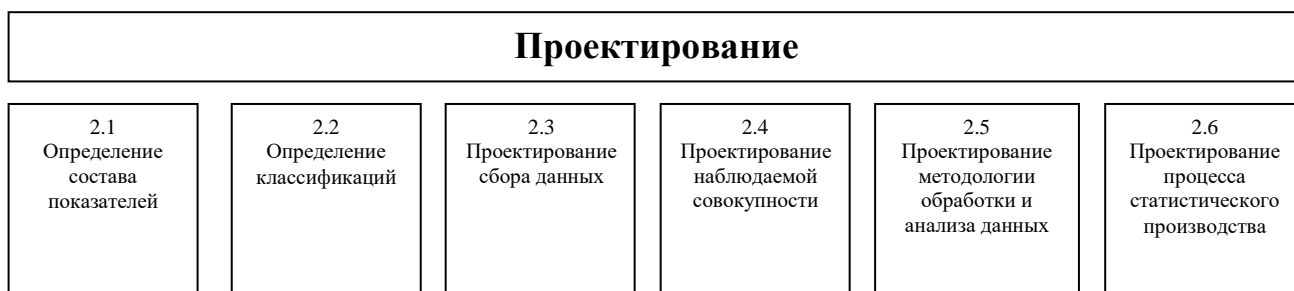 Проектирование
2.1
Определение
состава
показателей
2.2
Определение
классификаций
2.3
Проектирование
сбора данных
2.4
Проектирование
наблюдаемой
совокупности
2.5
Проектирование
методологии
обработки и
анализа данных
2.6
Проектирование
процесса
статистического
производства